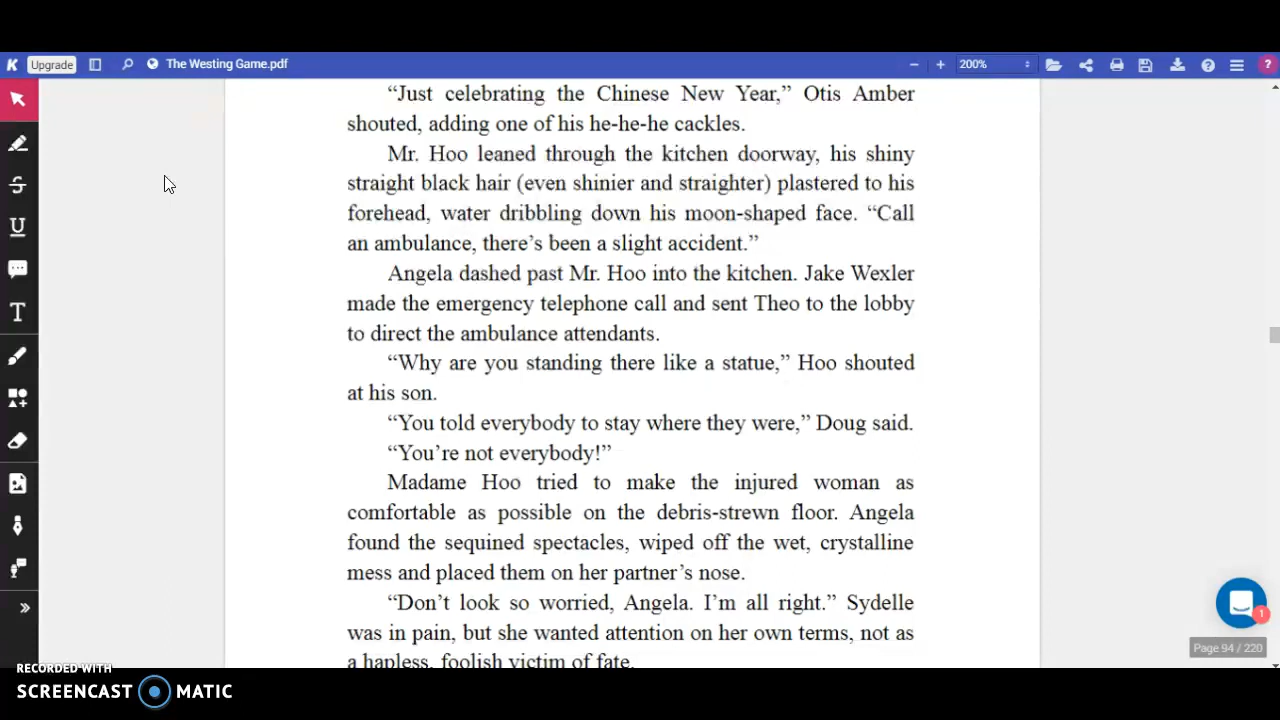 Upgrade
The Westing Game.pdf
200%
“Just celebrating the Chinese New Year,” Otis Amber
shouted, adding one of his he-he-he cackles.
Mr. Hoo leaned through the kitchen doorway, his shiny
straight black hair (even shinier and straighter) plastered to his
forehead, water dribbling down his moon-shaped face. “Call
an ambulance, there’s been a slight accident.”
Angela dashed past Mr. Hoo into the kitchen. Jake Wexler
made the emergency telephone call and sent Theo to the lobby
to direct the ambulance attendants.
“Why are you standing there like a statue,” Hoo shouted
at his son.
“You told everybody to stay where they were,” Doug said.
“You’re not everybody!”
Madame Hoo tried to make the injured woman as
comfortable as possible on the debris-strewn floor. Angela
found the sequined spectacles, wiped off the wet, crystalline
mess and placed them on her partner’s nose.
“Don’t look so worried, Angela. I’m all right.” Sydelle
was in pain, but she wanted attention on her own terms, not as
a hapless, foolish victim of fate.
1
Page 94 / 220
RECORDED WITH
SCREENCAST MATIC